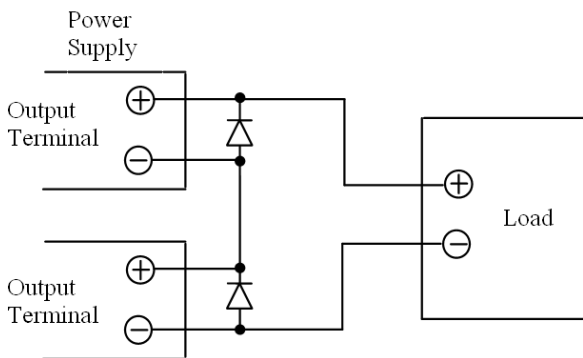 Power
Supply
Output
Terminal
+
−
Output
Terminal
+
−
+
−
Load